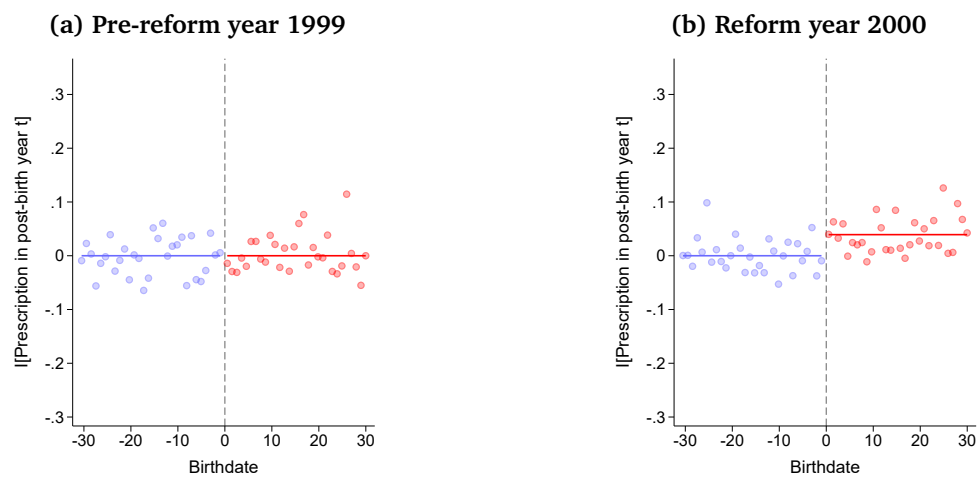 (a) Pre-reform year 1999
I[Prescription in post-birth year t]
.3
.2
.1
0
-.1
-.2
-.3
-30 -20 -10 0 10 20 30
Birthdate
(b) Reform year 2000
I[Prescription in post-birth year t]
.3
.2
.1
0
-.1
-.2
-.3
-30 -20 -10 0 10 20 30
Birthdate